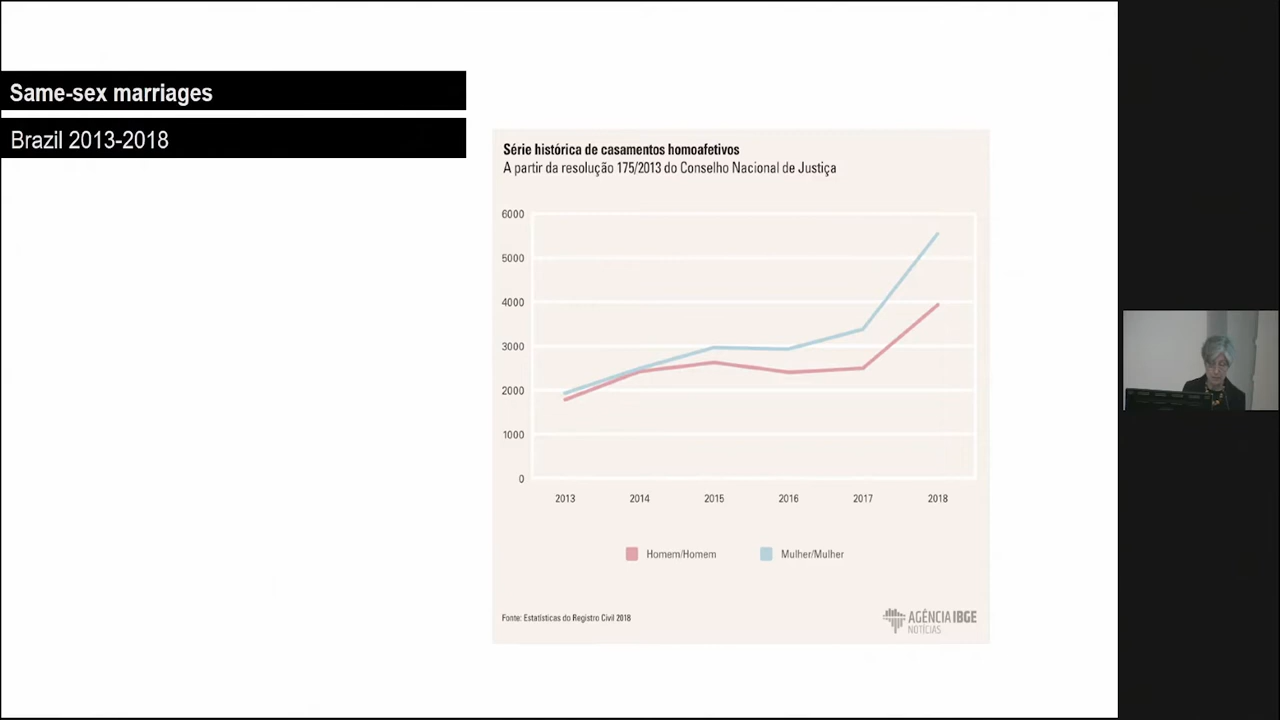 Same-sex marriages
Brazil 2013-2018
Série histórica de casamentos homoafetivos
A partir da resolução 175/2013 do Conselho Nacional de Justiça
6000
5000
4000
3000
2000
1000
0
2013 2014 2015 2016 2017 2018
Homem/Homem Mulher/Mulher
Fonte: Estatísticas do Registro Civil 2018
AGÊNCIA IBGE
NOTÍCIAS